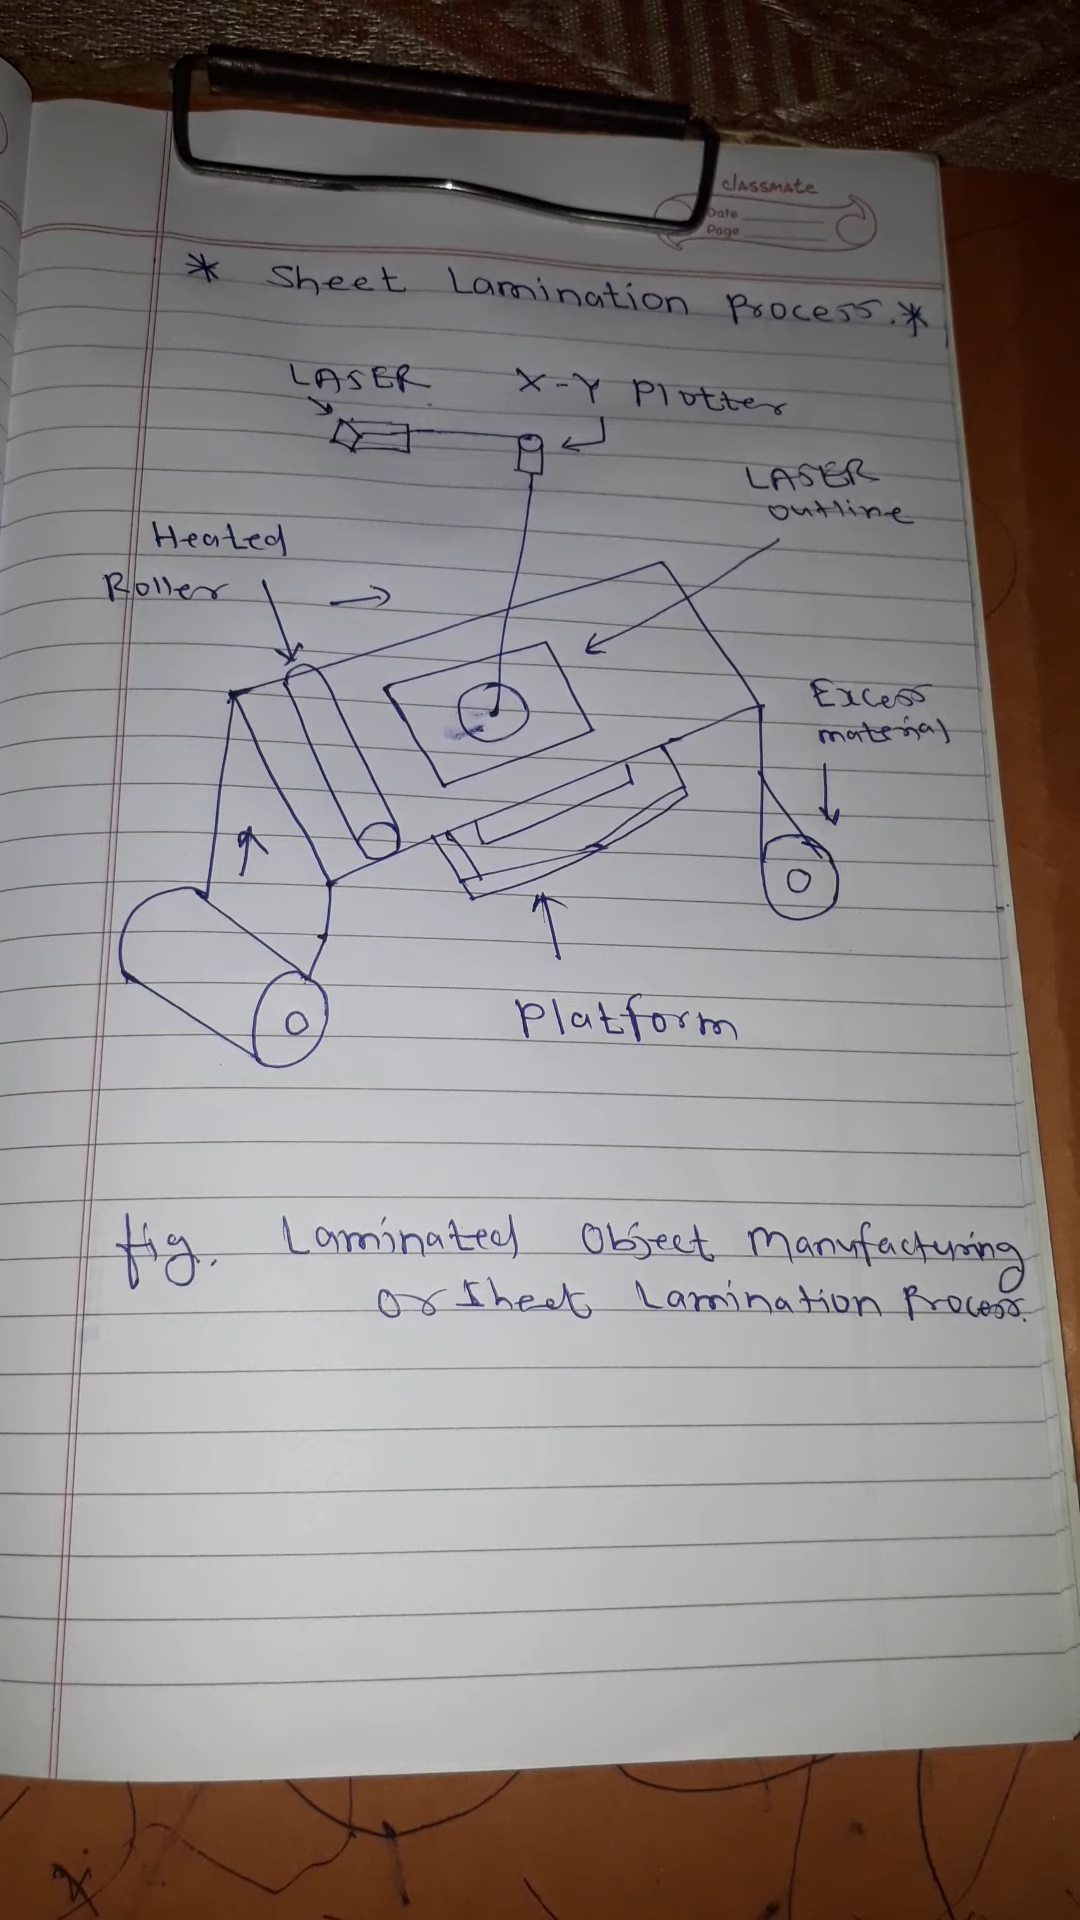 classmate
Date
Page
* Sheet Lamination Process. *
LASER
X-Y Plotter
LASER
outline
Heated
Roller
Excess
material
Platform
fig. Laminated Object Manufacturing
or Sheet Lamination Process.